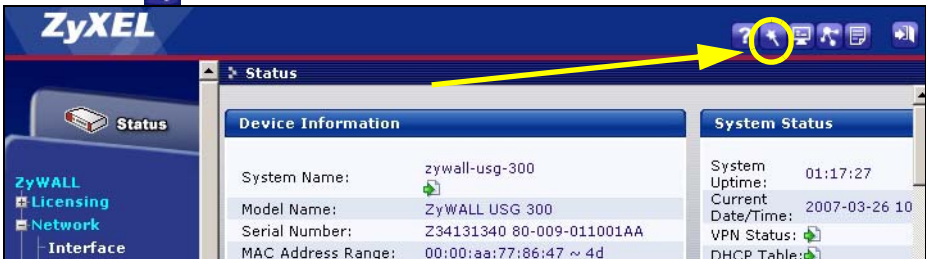 ZyXEL
?
Status
Status
ZyWALL
Licensing
Network
Interface
Device Information
System Name: zywall-usg-300
Model Name: ZyWALL USG 300
Serial Number: Z34131340 80-009-011001AA
MAC Address Range: 00:00:aa:77:86:47 ~ 4d
System Status
System
Uptime: 01:17:27
Current
Date/Time: 2007-03-26 10
VPN Status:
DHCP Table: